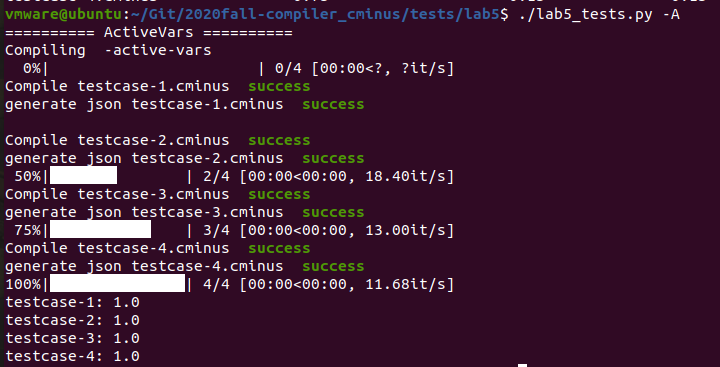 vmware@ubuntu:~/Git/2020fall-compiler_cminus/tests/lab5$ ./lab5_tests.py -A
========== ActiveVars ==========
Compiling  -active-vars
  0%|                          | 0/4 [00:00<?, ?it/s]
Compile testcase-1.cminus  success
generate json testcase-1.cminus  success
Compile testcase-2.cminus  success
generate json testcase-2.cminus  success
 50%|████████        | 2/4 [00:00<00:00, 18.40it/s]
Compile testcase-3.cminus  success
generate json testcase-3.cminus  success
 75%|████████████    | 3/4 [00:00<00:00, 13.00it/s]
Compile testcase-4.cminus  success
generate json testcase-4.cminus  success
100%|████████████████| 4/4 [00:00<00:00, 11.68it/s]
testcase-1: 1.0
testcase-2: 1.0
testcase-3: 1.0
testcase-4: 1.0